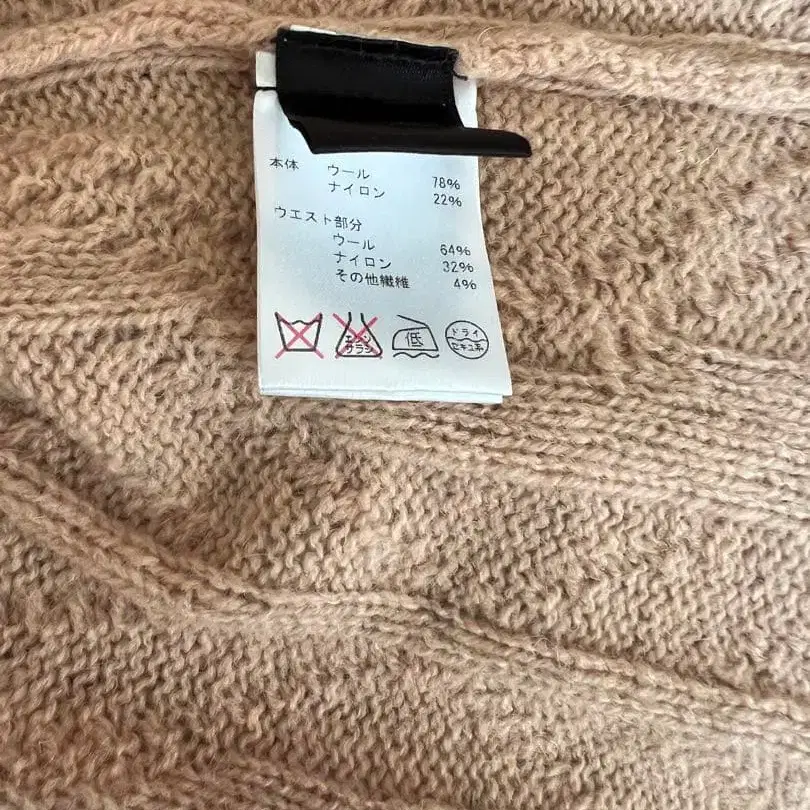 本体 ウール 78%
ナイロン 22%
ウエスト部分
ウール 64%
ナイロン 32%
その他繊維 4%
エンソ サラシ 低 ドライ セキユ系